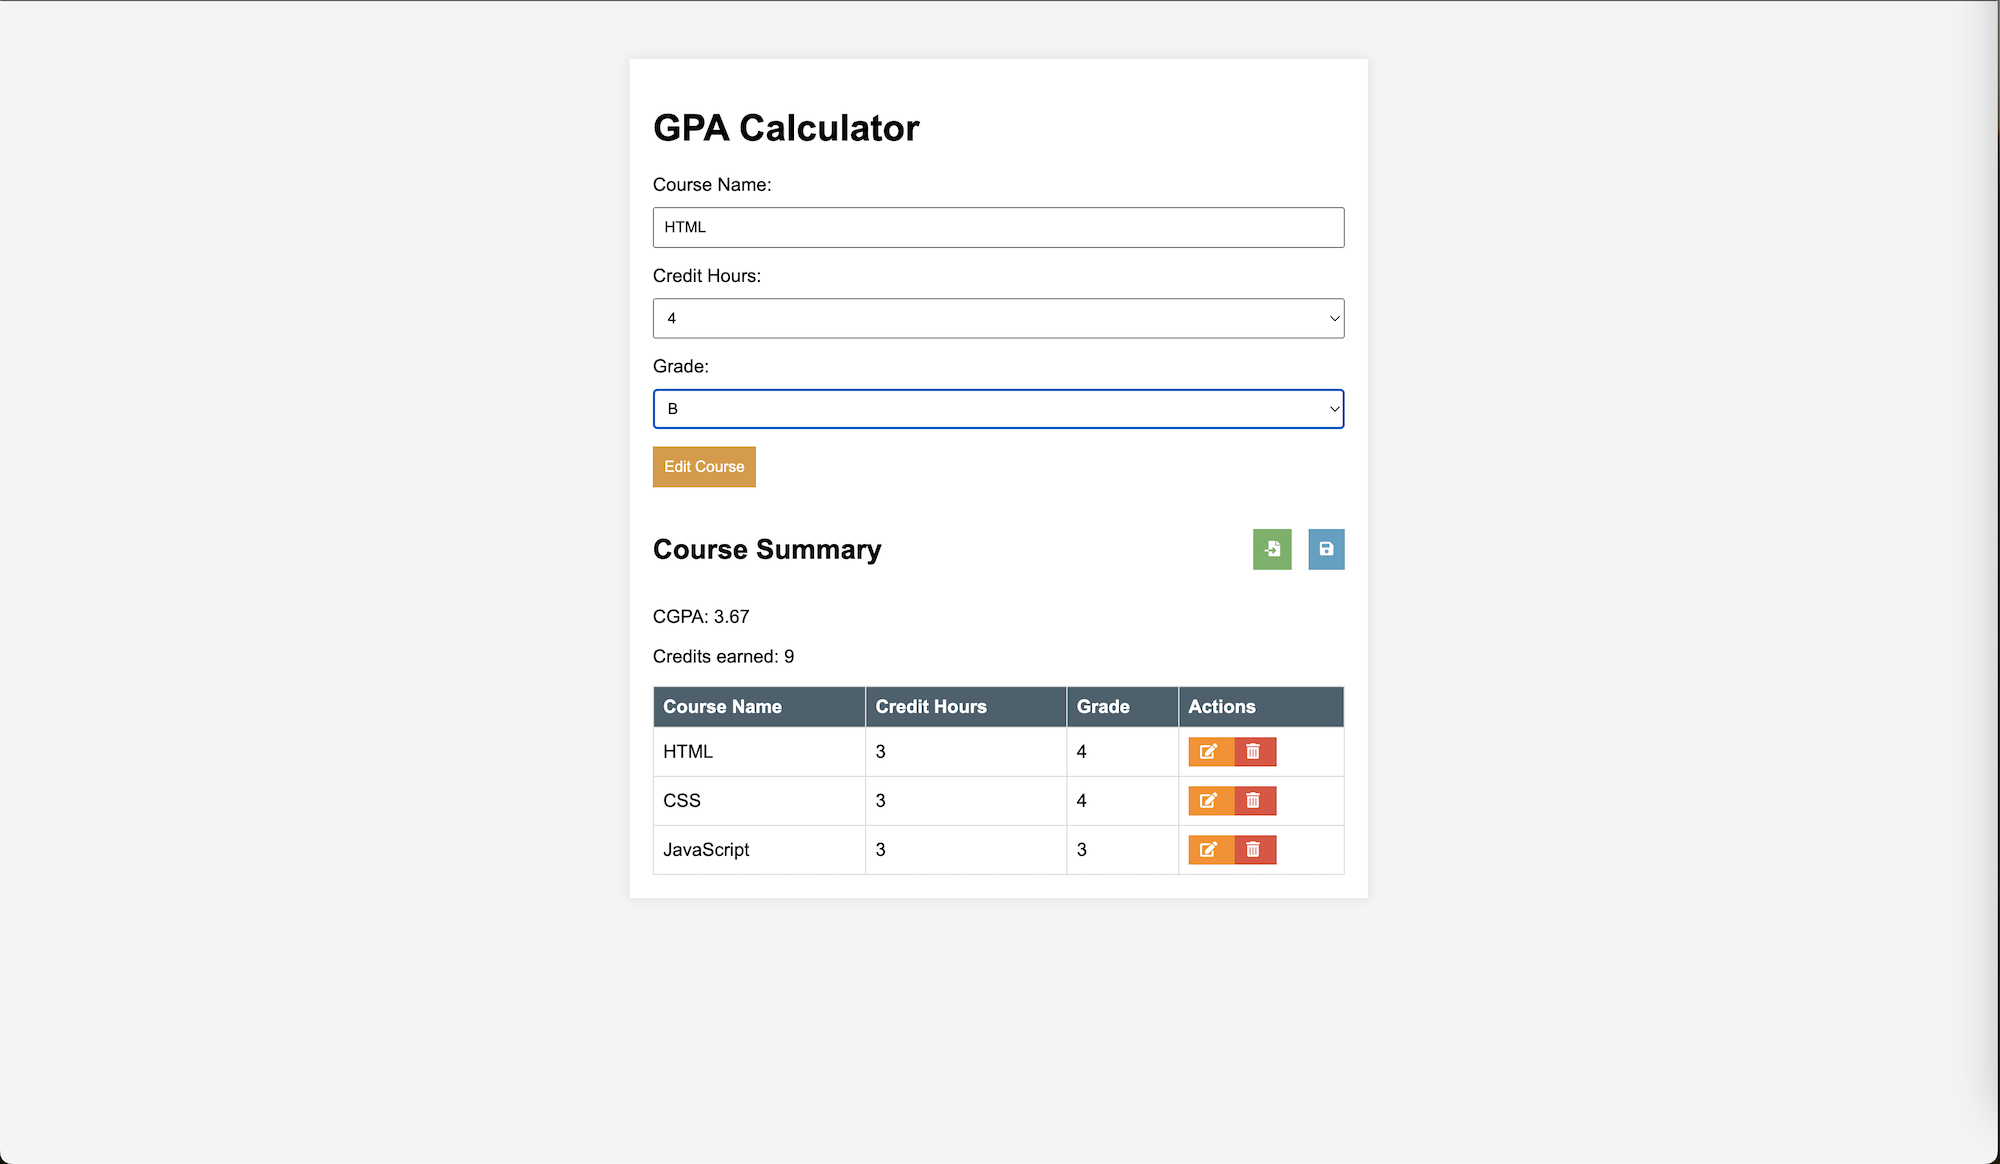 GPA Calculator
Course Name:
HTML
Credit Hours:
4
Grade:
B
Edit Course
Course Summary
CGPA: 3.67
Credits earned: 9
Course Name Credit Hours Grade Actions
HTML 3 4
CSS 3 4
JavaScript 3 3